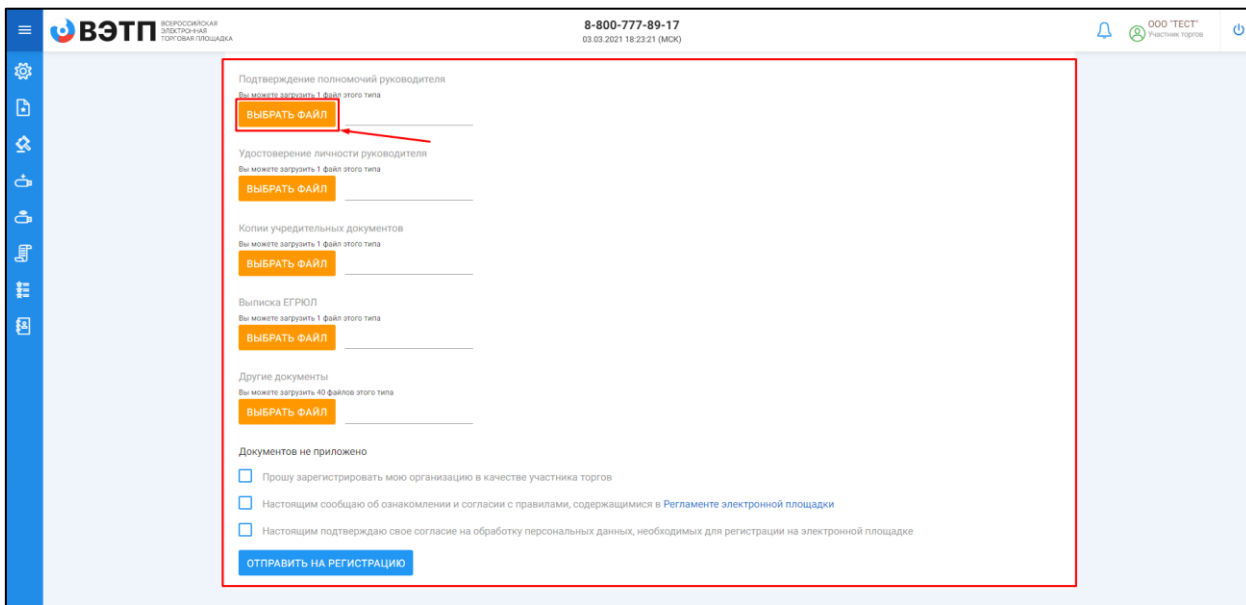 ВЭТП
ВСЕРОССИЙСКАЯ
ЭЛЕКТРОННАЯ
ТОРГОВАЯ ПЛОЩАДКА
8-800-777-89-17
03.03.2021 18:23:21 (МСК)
ООО "ТЕСТ"
Участник торгов
Подтверждение полномочий руководителя
Вы можете загрузить 1 файл этого типа
ВЫБРАТЬ ФАЙЛ
Удостоверение личности руководителя
Вы можете загрузить 1 файл этого типа
ВЫБРАТЬ ФАЙЛ
Копии учредительных документов
Вы можете загрузить 1 файл этого типа
ВЫБРАТЬ ФАЙЛ
Выписка ЕГРЮЛ
Вы можете загрузить 1 файл этого типа
ВЫБРАТЬ ФАЙЛ
Другие документы
Вы можете загрузить 40 файлов этого типа
ВЫБРАТЬ ФАЙЛ
Документов не приложено
Прошу зарегистрировать мою организацию в качестве участника торгов
Настоящим сообщаю об ознакомлении и согласии с правилами, содержащимися в Регламенте электронной площадки
Настоящим подтверждаю свое согласие на обработку персональных данных, необходимых для регистрации на электронной площадке
ОТПРАВИТЬ НА РЕГИСТРАЦИЮ